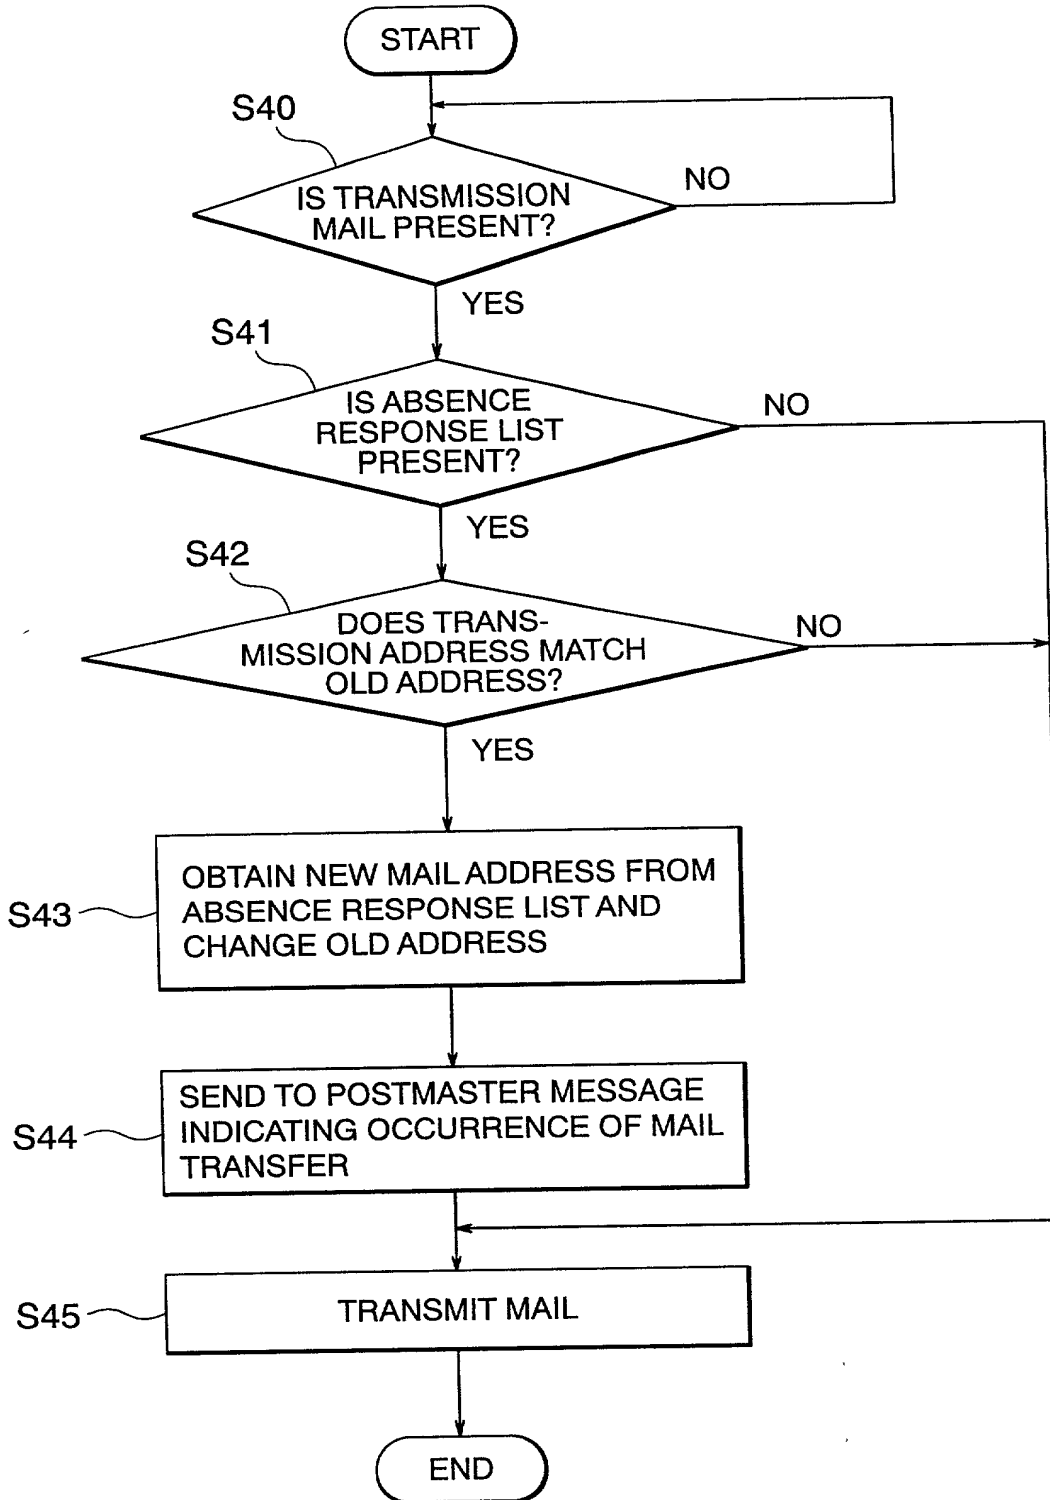 START
S40
IS TRANSMISSION
MAIL PRESENT?
NO
YES
S41
IS ABSENCE
RESPONSE LIST
PRESENT?
NO
YES
S42
DOES TRANS-
MISSION ADDRESS MATCH
OLD ADDRESS?
NO
YES
S43
OBTAIN NEW MAIL ADDRESS FROM
ABSENCE RESPONSE LIST AND
CHANGE OLD ADDRESS
S44
SEND TO POSTMASTER MESSAGE
INDICATING OCCURRENCE OF MAIL
TRANSFER
S45
TRANSMIT MAIL
END